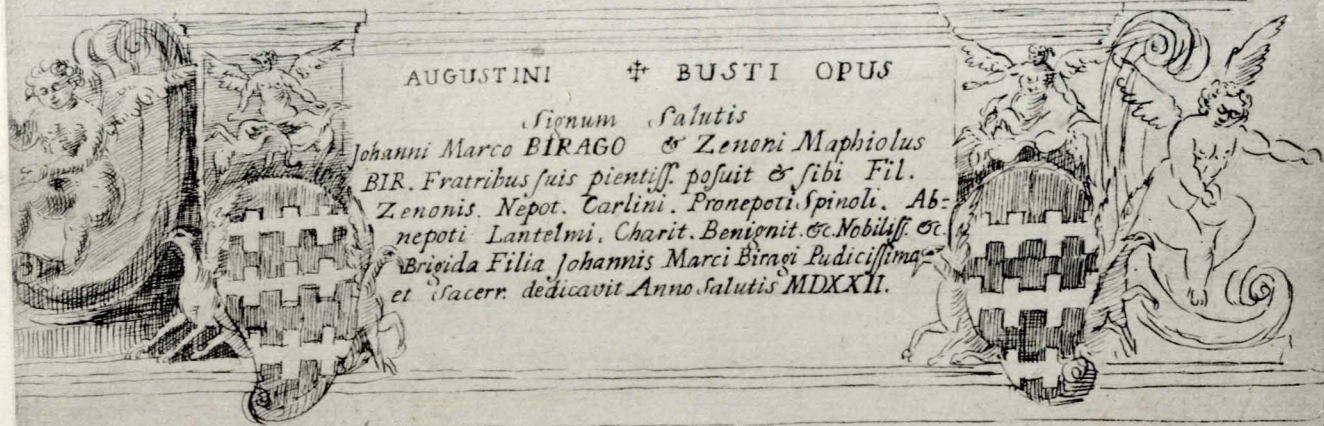 AUGUSTINI ✠ BUSTI OPUS
Signum Salutis
Johanni Marco BIRAGO & Zenoni Maphiolus
BIR. Fratribus suis pientiss. posuit & sibi Fil.
Zenonis. Nepot. Carlini. Pronepoti Spinoli. Ab-
nepoti Lantelmi. Charit. Benignit. &c. Nobiliss. &c.
Brigida Filia Johannis Marci Biragi Pudicissima
et Sacerr. dedicavit Anno Salutis MDXXII.